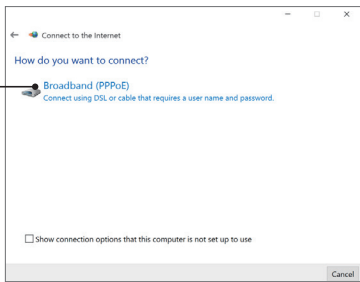 Connect to the Internet
How do you want to connect?
Broadband (PPPoE)
Connect using DSL or cable that requires a user name and password.
Show connection options that this computer is not set up to use
Cancel